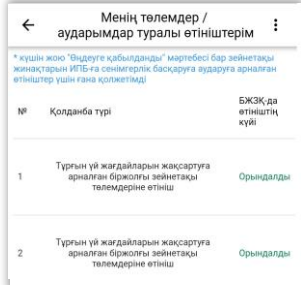 Менің төлемдер /
аударымдар туралы өтініштерім
* күшін жою "Өңдеуге қабылданды" мәртебесі бар зейнетақы
жинақтарын ИПБ-ға сенімгерлік басқаруға аударуға арналған
өтініштер үшін ғана қолжетімді
№ Қолданба түрі БЖЗҚ-да
өтініштің
күйі
1 Тұрғын үй жағдайларын жақсартуға
арналған біржолғы зейнетақы
төлемдеріне өтініш Орындалды
2 Тұрғын үй жағдайларын жақсартуға
арналған біржолғы зейнетақы
төлемдеріне өтініш Орындалды